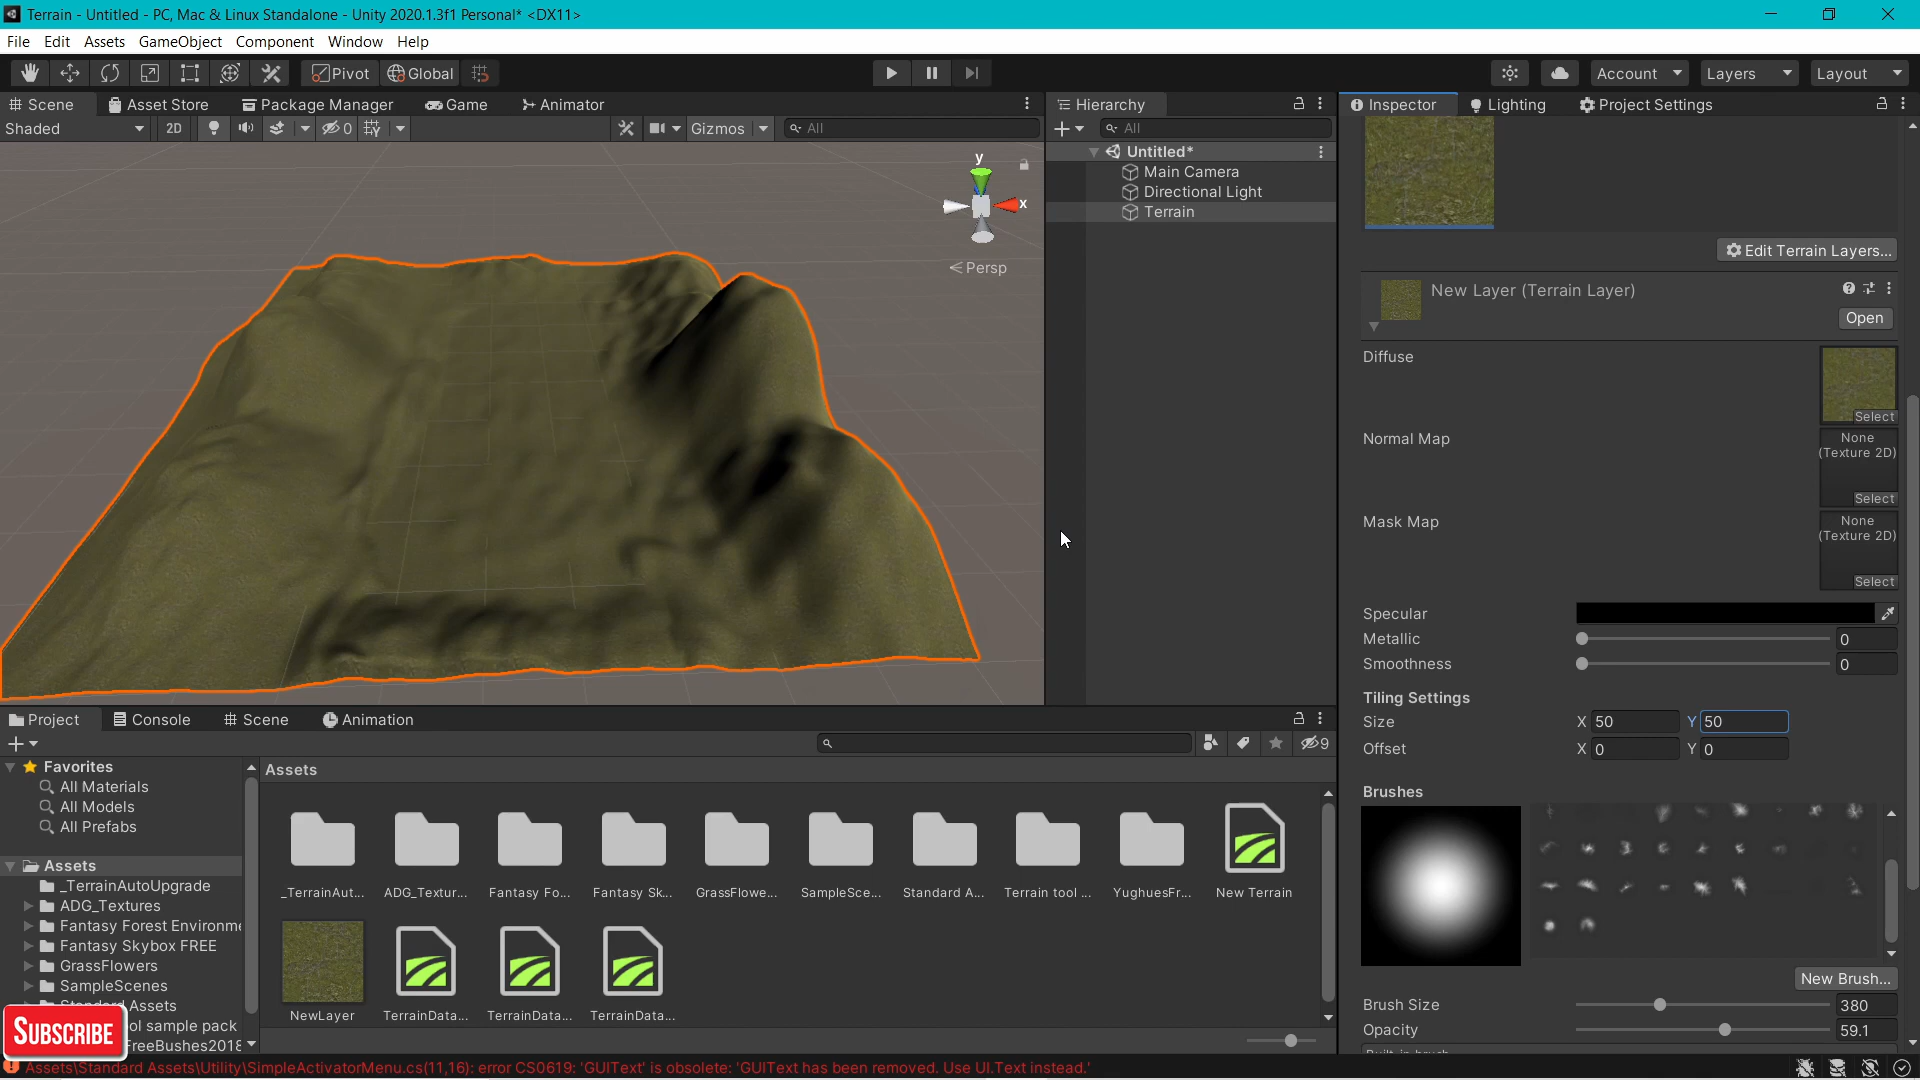 Terrain - Untitled - PC, Mac & Linux Standalone - Unity 2020.1.3f1 Personal* <DX11>
File Edit Assets GameObject Component Window Help
Pivot Global Account Layers Layout
Scene Asset Store Package Manager Game Animator
Shaded 2D 0 Gizmos All
y
x
Persp
Hierarchy
All
Untitled*
Main Camera
Directional Light
Terrain
Inspector Lighting Project Settings
Edit Terrain Layers...
New Layer (Terrain Layer)
Open
Diffuse
Select
Normal Map
None
(Texture 2D)
Select
Mask Map
None
(Texture 2D)
Select
Specular
Metallic 0
Smoothness 0
Tiling Settings
Size X 50 Y 50
Offset X 0 Y 0
Brushes
New Brush...
Brush Size 380
Opacity 59.1
Project Console Scene Animation
9
Favorites
All Materials
All Models
All Prefabs
Assets
_TerrainAutoUpgrade
ADG_Textures
Fantasy Forest Environme
Fantasy Skybox FREE
GrassFlowers
SampleScenes
Standard Assets
ol sample pack
FreeBushes2018
Assets
_TerrainAut... ADG_Textur... Fantasy Fo... Fantasy Sk... GrassFlowe... SampleSce... Standard A... Terrain tool ... YughuesFr... New Terrain
NewLayer TerrainData... TerrainData... TerrainData...
SUBSCRIBE
Assets\Standard Assets\Utility\SimpleActivatorMenu.cs(11,16): error CS0619: 'GUIText' is obsolete: 'GUIText has been removed. Use UI.Text instead.'